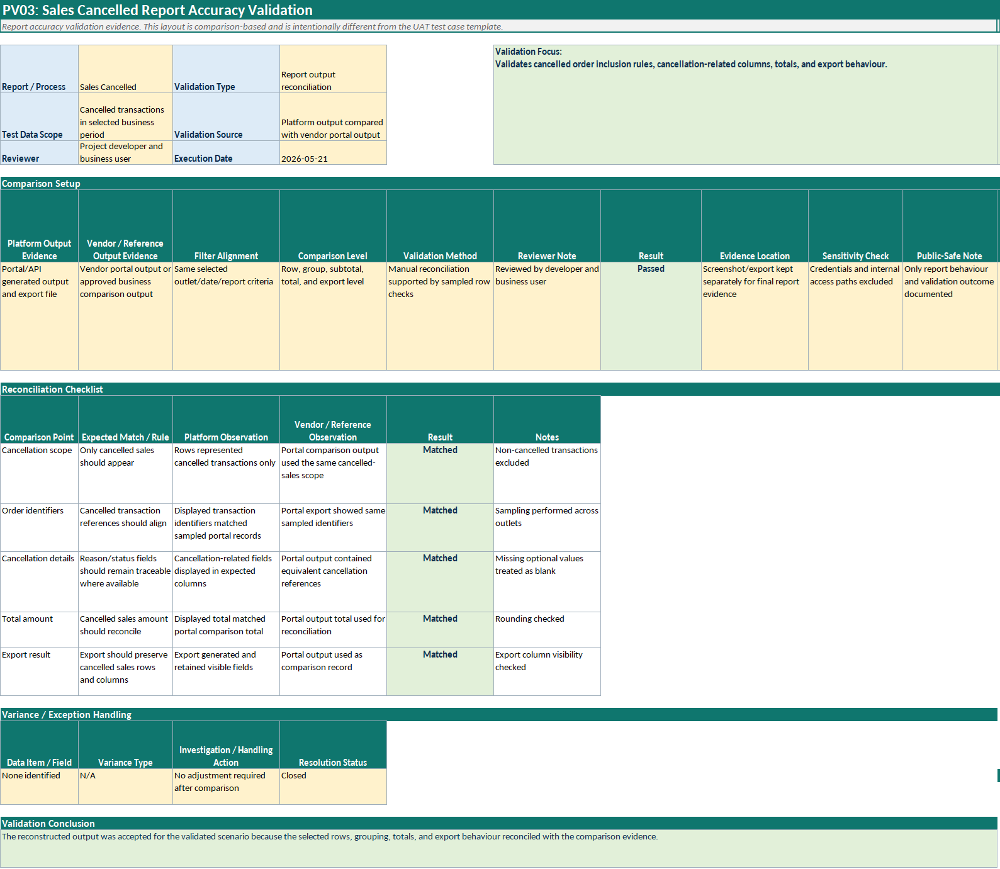 PV03: Sales Cancelled Report Accuracy Validation
Report accuracy validation evidence. This layout is comparison-based and is intentionally different from the UAT test case template.
Report / Process
Sales Cancelled
Validation Type
Report output
reconciliation
Validation Focus:
Validates cancelled order inclusion rules, cancellation-related columns, totals, and export behaviour.
Test Data Scope
Cancelled transactions
in selected business
period
Validation Source
Platform output compared
with vendor portal output
Reviewer
Project developer and
business user
Execution Date
2026-05-21
Comparison Setup
Platform Output
Evidence
Vendor / Reference
Output Evidence
Filter Alignment
Comparison Level
Validation Method
Reviewer Note
Result
Evidence Location
Sensitivity Check
Public-Safe Note
Portal/API
generated output
and export file
Vendor portal output or
approved business
comparison output
Same selected
outlet/date/report criteria
Row, group, subtotal,
total, and export level
Manual reconciliation
supported by sampled row
checks
Reviewed by developer and
business user
Passed
Screenshot/export kept
separately for final report
evidence
Credentials and internal
access paths excluded
Only report behaviour
and validation outcome
documented
Reconciliation Checklist
Comparison Point
Expected Match / Rule
Platform Observation
Vendor / Reference
Observation
Result
Notes
Cancellation scope
Only cancelled sales
should appear
Rows represented
cancelled transactions only
Portal comparison output
used the same cancelled-
sales scope
Matched
Non-cancelled transactions
excluded
Order identifiers
Cancelled transaction
references should align
Displayed transaction
identifiers matched
sampled portal records
Portal export showed same
sampled identifiers
Matched
Sampling performed across
outlets
Cancellation details
Reason/status fields
should remain traceable
where available
Cancellation-related fields
displayed in expected
columns
Portal output contained
equivalent cancellation
references
Matched
Missing optional values
treated as blank
Total amount
Cancelled sales amount
should reconcile
Displayed total matched
portal comparison total
Portal output total used for
reconciliation
Matched
Rounding checked
Export result
Export should preserve
cancelled sales rows
and columns
Export generated and
retained visible fields
Portal output used as
comparison record
Matched
Export column visibility
checked
Variance / Exception Handling
Data Item / Field
Variance Type
Investigation / Handling
Action
Resolution Status
None identified
N/A
No adjustment required
after comparison
Closed
Validation Conclusion
The reconstructed output was accepted for the validated scenario because the selected rows, grouping, totals, and export behaviour reconciled with the comparison evidence.